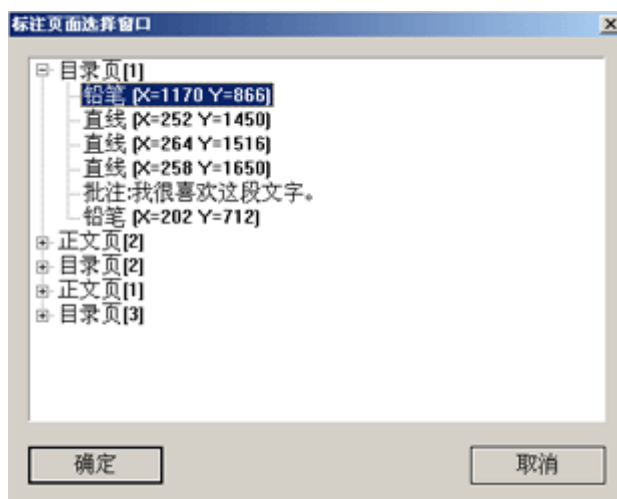 标注页面选择窗口
目录页[1]
铅笔 [X=1170 Y=866]
直线 [X=252 Y=1450]
直线 [X=264 Y=1516]
直线 [X=258 Y=1650]
批注:我很喜欢这段文字。
铅笔 [X=202 Y=712]
正文页[2]
目录页[2]
正文页[1]
目录页[3]
确定
取消